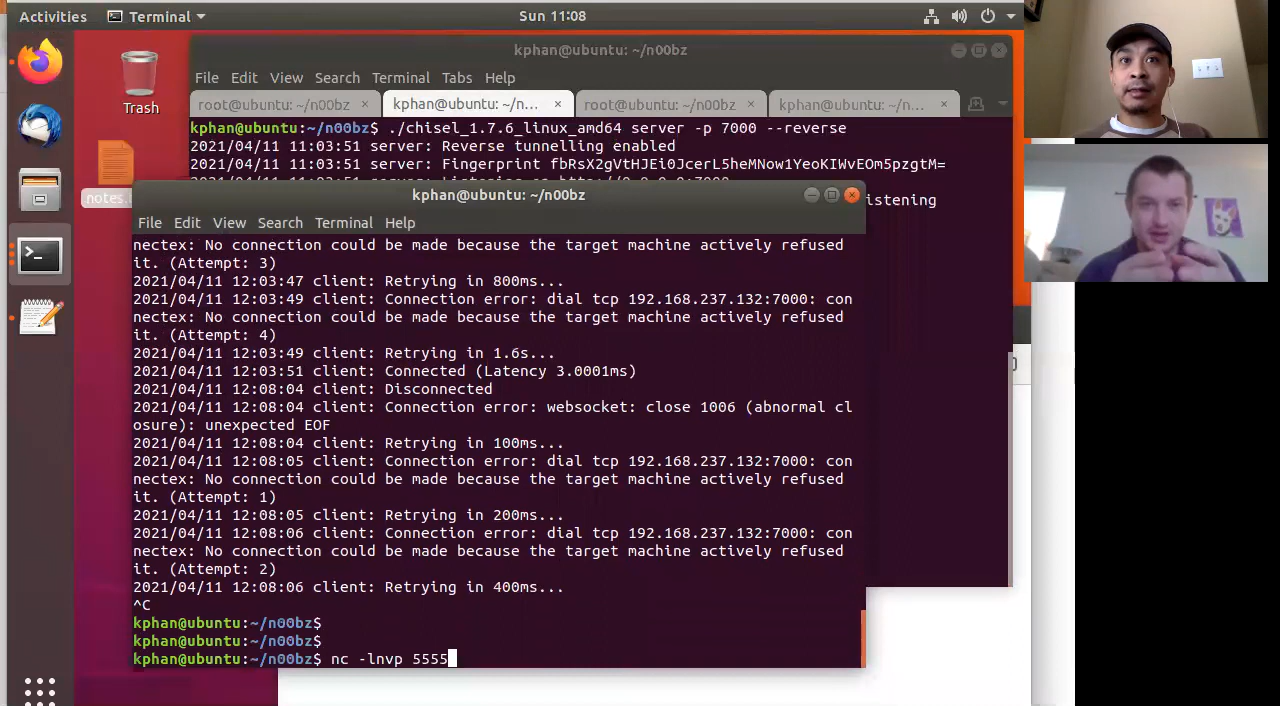 Activities
Terminal
Sun 11:08
Trash
notes.
kphan@ubuntu: ~/n00bz
File Edit View Search Terminal Tabs Help
root@ubuntu: ~/n00bz
kphan@ubuntu: ~/n...
root@ubuntu: ~/n00bz
kphan@ubuntu: ~/n...
kphan@ubuntu:~/n00bz$ ./chisel_1.7.6_linux_amd64 server -p 7000 --reverse
2021/04/11 11:03:51 server: Reverse tunnelling enabled
2021/04/11 11:03:51 server: Fingerprint fbRsX2gVtHJEi0JcerL5heMNow1YeoKIWvEOm5pzgtM=
istening
kphan@ubuntu: ~/n00bz
File Edit View Search Terminal Help
nectex: No connection could be made because the target machine actively refused
it. (Attempt: 3)
2021/04/11 12:03:47 client: Retrying in 800ms...
2021/04/11 12:03:49 client: Connection error: dial tcp 192.168.237.132:7000: con
nectex: No connection could be made because the target machine actively refused
it. (Attempt: 4)
2021/04/11 12:03:49 client: Retrying in 1.6s...
2021/04/11 12:03:51 client: Connected (Latency 3.0001ms)
2021/04/11 12:08:04 client: Disconnected
2021/04/11 12:08:04 client: Connection error: websocket: close 1006 (abnormal cl
osure): unexpected EOF
2021/04/11 12:08:04 client: Retrying in 100ms...
2021/04/11 12:08:05 client: Connection error: dial tcp 192.168.237.132:7000: con
nectex: No connection could be made because the target machine actively refused
it. (Attempt: 1)
2021/04/11 12:08:05 client: Retrying in 200ms...
2021/04/11 12:08:06 client: Connection error: dial tcp 192.168.237.132:7000: con
nectex: No connection could be made because the target machine actively refused
it. (Attempt: 2)
2021/04/11 12:08:06 client: Retrying in 400ms...
^C
kphan@ubuntu:~/n00bz$
kphan@ubuntu:~/n00bz$
kphan@ubuntu:~/n00bz$ nc -lnvp 5555